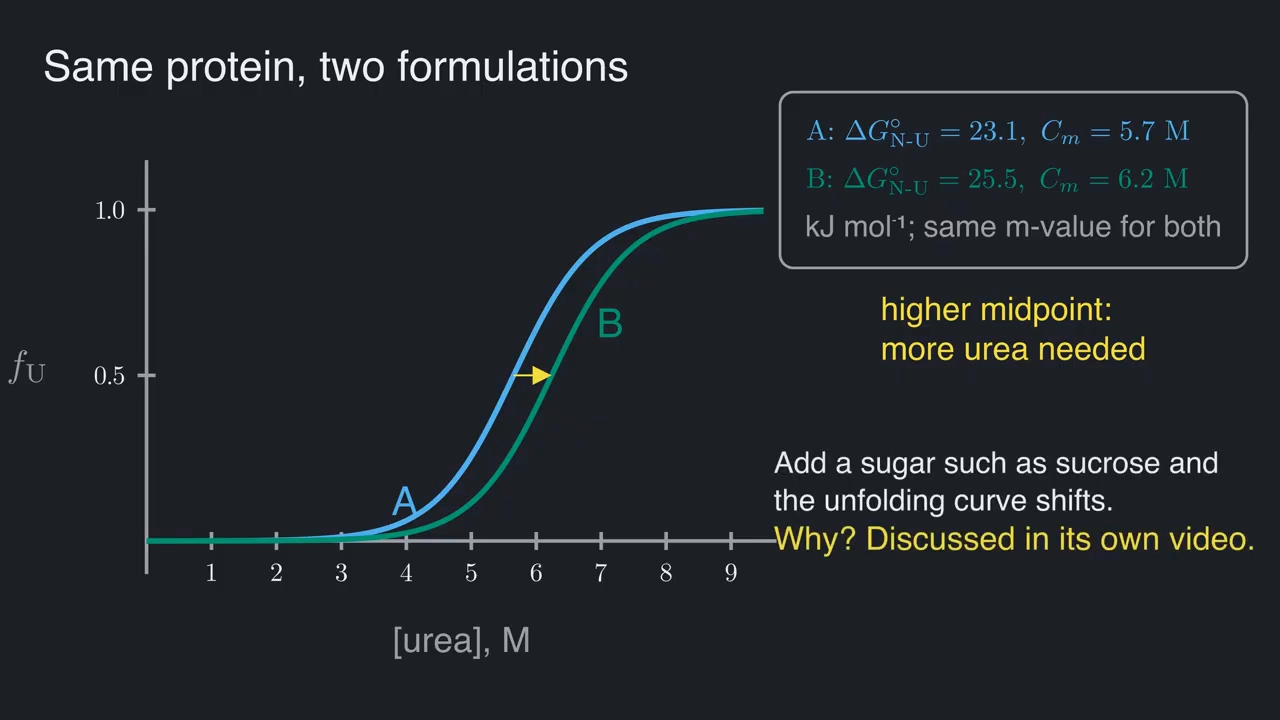 Same protein, two formulations
A: ΔG°N-U = 23.1, Cm = 5.7 M
B: ΔG°N-U = 25.5, Cm = 6.2 M
kJ mol⁻¹; same m-value for both
higher midpoint:
more urea needed
1.0
B
fU
0.5
Add a sugar such as sucrose and
the unfolding curve shifts.
Why? Discussed in its own video.
A
1 2 3 4 5 6 7 8 9
[urea], M